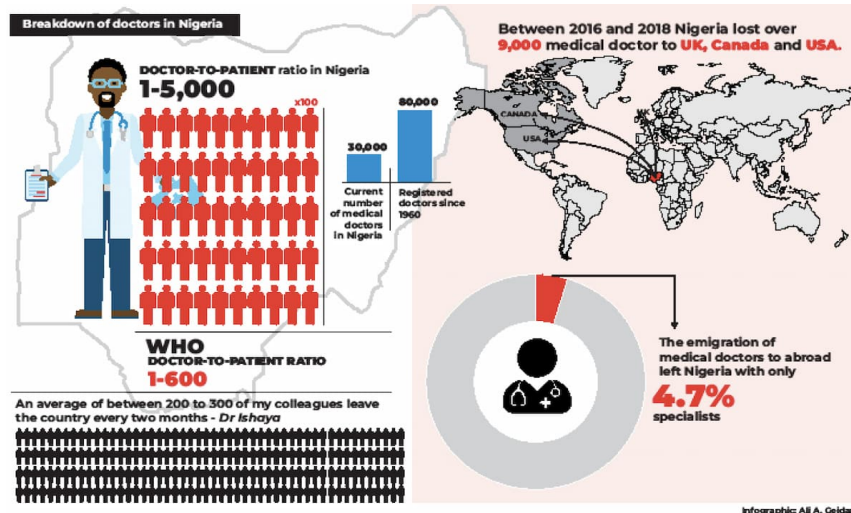 Breakdown of doctors in Nigeria
DOCTOR-TO-PATIENT ratio in Nigeria
1-5,000
x100
30,000
Current
number
of medical
doctors
in Nigeria
80,000
Registered
doctors since
1960
WHO
DOCTOR-TO-PATIENT RATIO
1-600
An average of between 200 to 300 of my colleagues leave
the country every two months - Dr Ishaya
Between 2016 and 2018 Nigeria lost over
9,000 medical doctor to UK, Canada and USA.
CANADA
UK
USA
The emigration of
medical doctors to abroad
left Nigeria with only
4.7%
specialists
Infographic: Ali A.